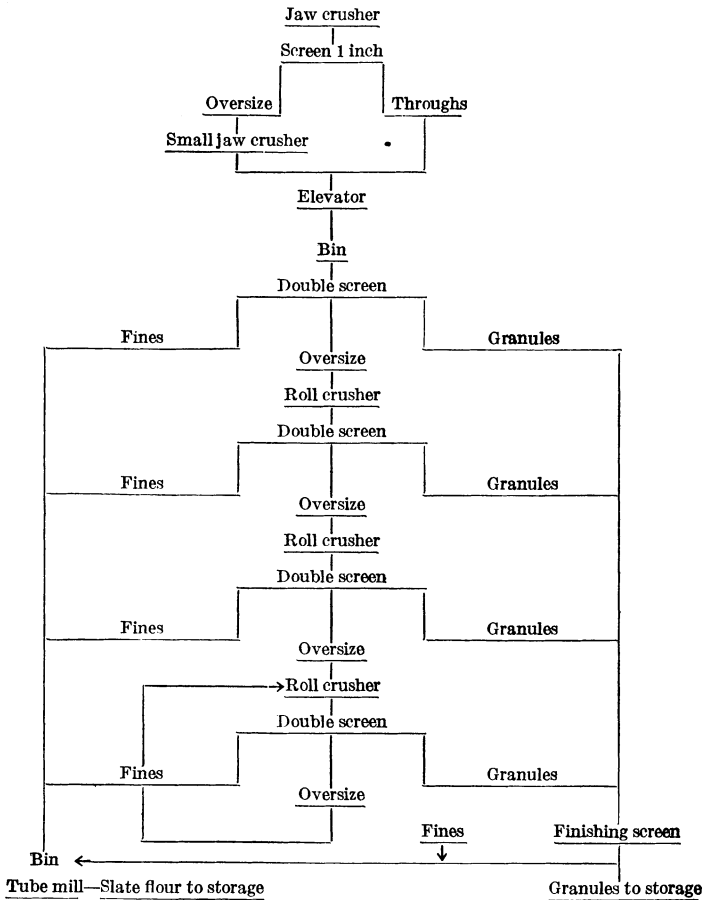 Jaw crusher
Screen 1 inch
Oversize Throughs
Small jaw crusher
Elevator
Bin
Double screen
Fines Granules
Oversize
Roll crusher
Double screen
Fines Granules
Oversize
Roll crusher
Double screen
Fines Granules
Oversize
Roll crusher
Double screen
Fines Granules
Oversize
Fines Finishing screen
Bin
Tube mill—Slate flour to storage Granules to storage